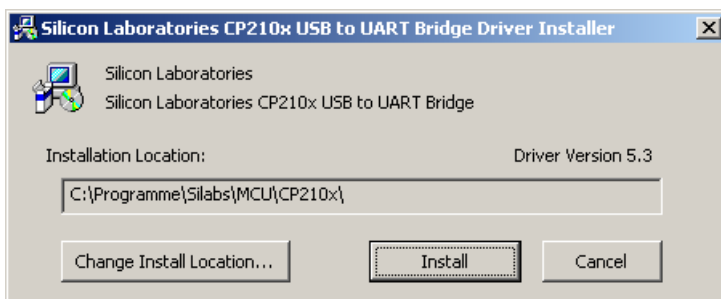 Silicon Laboratories CP210x USB to UART Bridge Driver Installer
Silicon Laboratories
Silicon Laboratories CP210x USB to UART Bridge
Installation Location: Driver Version 5.3
C:\Programme\Silabs\MCU\CP210x\
Change Install Location... Install Cancel